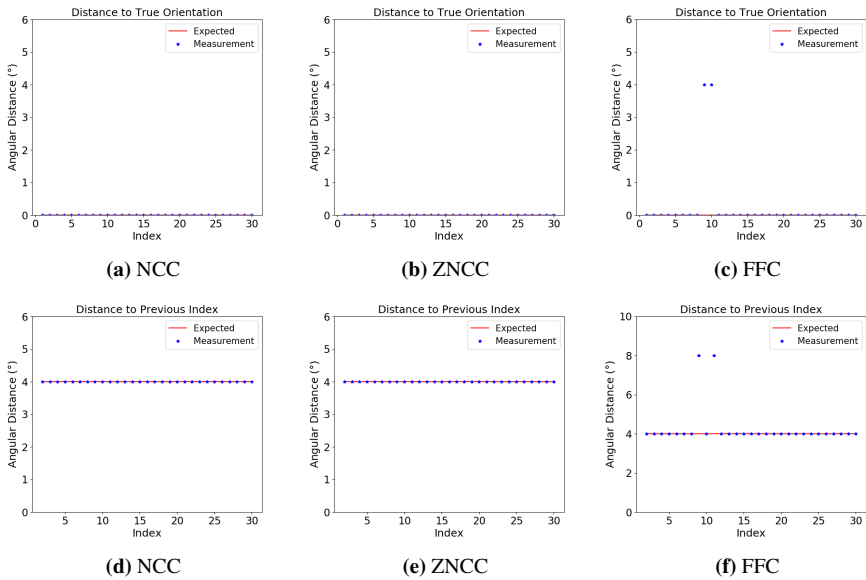 Distance to True Orientation
6
5
4
3
2
1
0
Angular Distance (°)
Expected
Measurement
0 5 10 15 20 25 30
Index
(a) NCC
Distance to True Orientation
6
5
4
3
2
1
0
Angular Distance (°)
Expected
Measurement
0 5 10 15 20 25 30
Index
(b) ZNCC
Distance to True Orientation
6
5
4
3
2
1
0
Angular Distance (°)
Expected
Measurement
0 5 10 15 20 25 30
Index
(c) FFC
Distance to Previous Index
6
5
4
3
2
1
0
Angular Distance (°)
Expected
Measurement
5 10 15 20 25 30
Index
(d) NCC
Distance to Previous Index
6
5
4
3
2
1
0
Angular Distance (°)
Expected
Measurement
5 10 15 20 25 30
Index
(e) ZNCC
Distance to Previous Index
10
8
6
4
2
0
Angular Distance (°)
Expected
Measurement
5 10 15 20 25 30
Index
(f) FFC